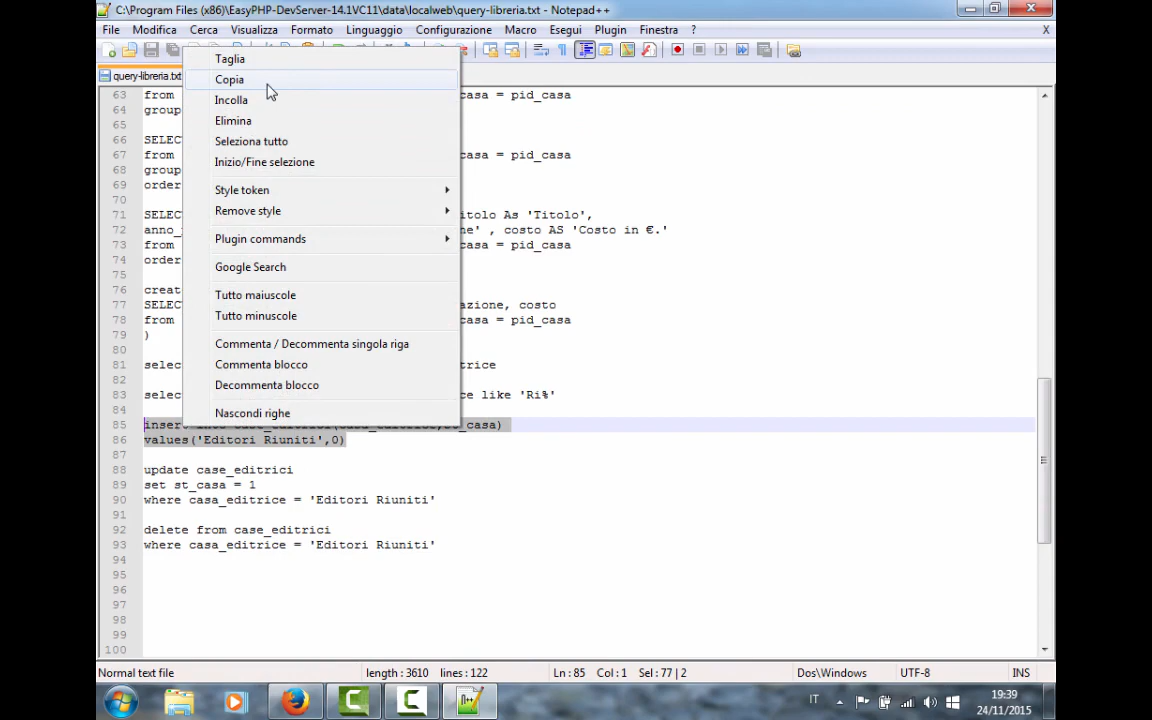 C:\Program Files (x86)\EasyPHP-DevServer-14.1VC11\data\localweb\query-libreria.txt - Notepad++
File Modifica Cerca Visualizza Formato Linguaggio Configurazione Macro Esegui Plugin Finestra ? X
query-libreria.txt
Taglia
Copia
Incolla
Elimina
Seleziona tutto
Inizio/Fine selezione
Style token
Remove style
Plugin commands
Google Search
Tutto maiuscole
Tutto minuscole
Commenta / Decommenta singola riga
Commenta blocco
Decommenta blocco
Nascondi righe
63 from casa = pid_casa
64 group
65
66 SELEC
67 from casa = pid_casa
68 group
69 order
70
71 SELEC itolo As 'Titolo',
72 anno_ ne' , costo AS 'Costo in €.'
73 from casa = pid_casa
74 order
75
76 creat
77 SELEC azione, costo
78 from casa = pid_casa
79 )
80
81 selec trice
82
83 selec ce like 'Ri%'
84
85 insert into case_editrici(casa_editrice,st_casa)
86 values('Editori Riuniti',0)
87
88 update case_editrici
89 set st_casa = 1
90 where casa_editrice = 'Editori Riuniti'
91
92 delete from case_editrici
93 where casa_editrice = 'Editori Riuniti'
94
95
96
97
98
99
100
Normal text file length : 3610 lines : 122 Ln : 85 Col : 1 Sel : 77 | 2 Dos\Windows UTF-8 INS
IT 19:39
24/11/2015